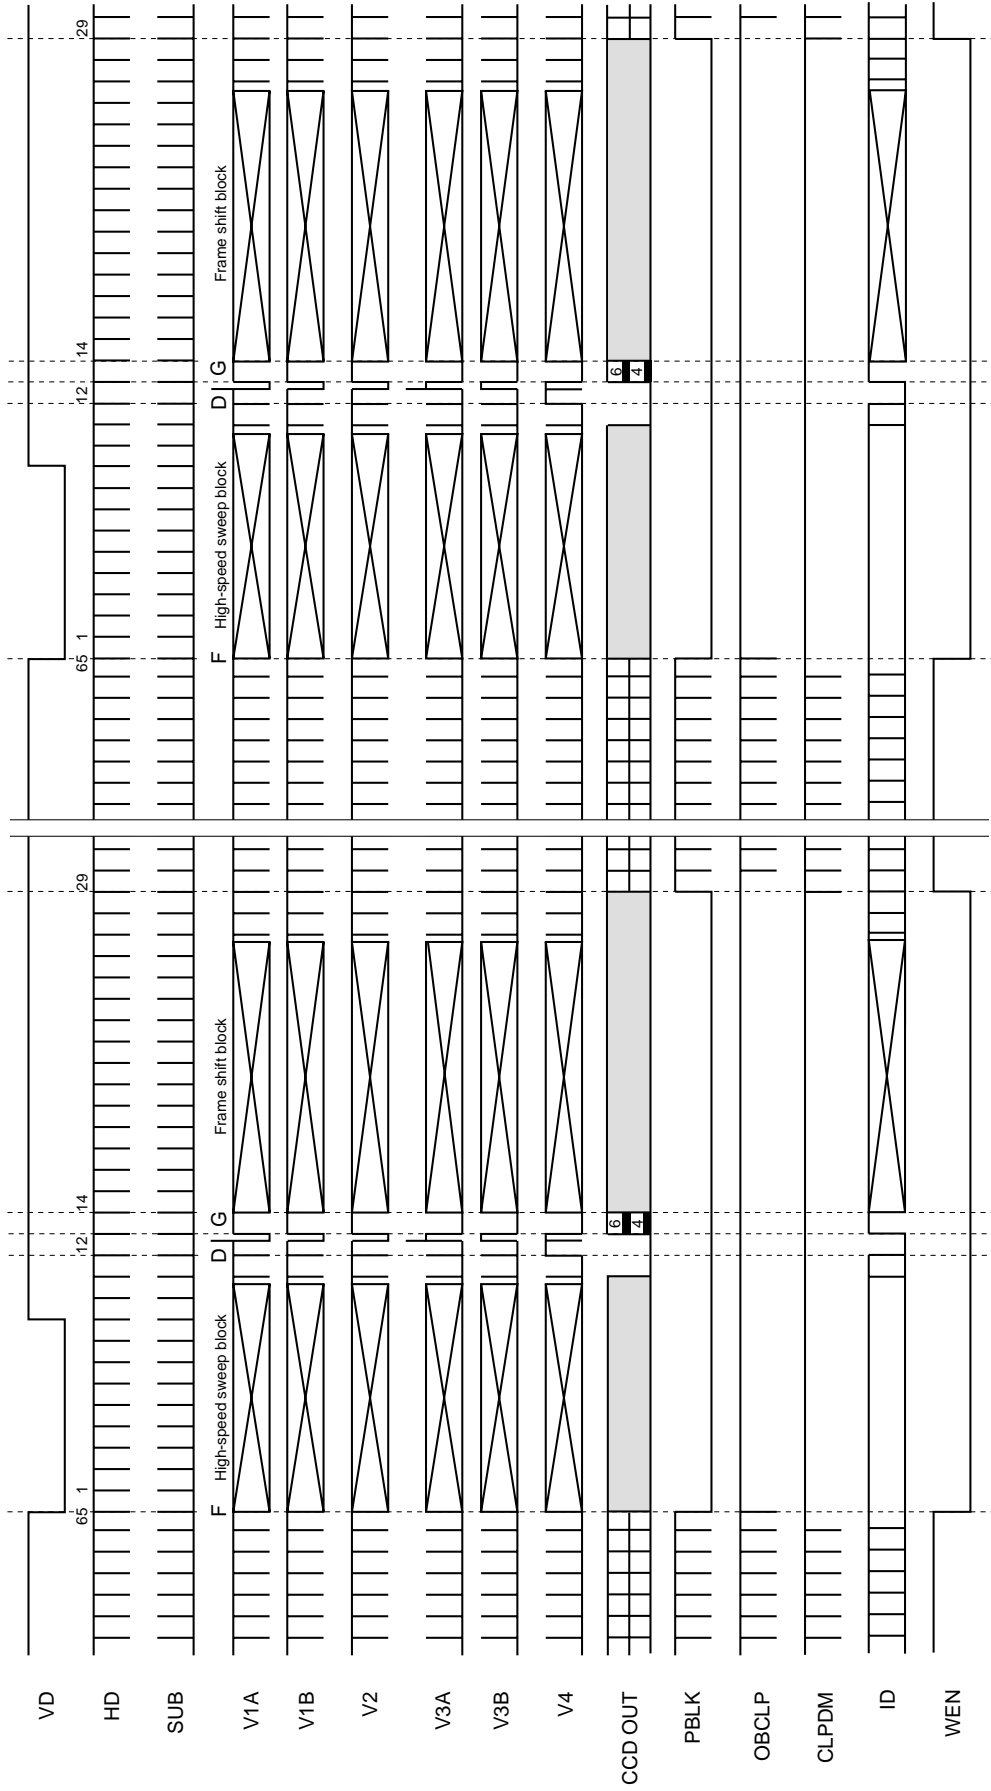 VD
65 1 12 14 29 65 1 12 14 29
HD
SUB
F High-speed sweep block D G Frame shift block F High-speed sweep block D G Frame shift block
V1A
V1B
V2
V3A
V3B
V4
6 6
CCD OUT
4 4
PBLK
OBCLP
CLPDM
ID
WEN